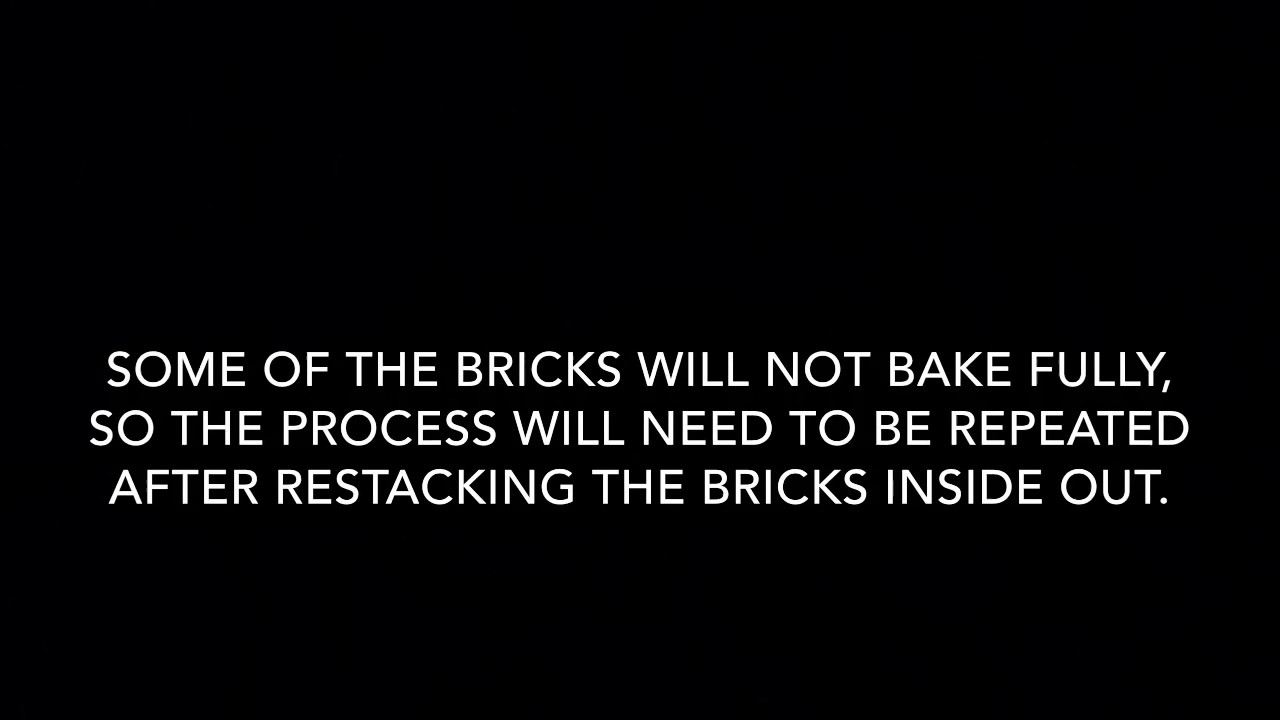 SOME OF THE BRICKS WILL NOT BAKE FULLY,
SO THE PROCESS WILL NEED TO BE REPEATED
AFTER RESTACKING THE BRICKS INSIDE OUT.